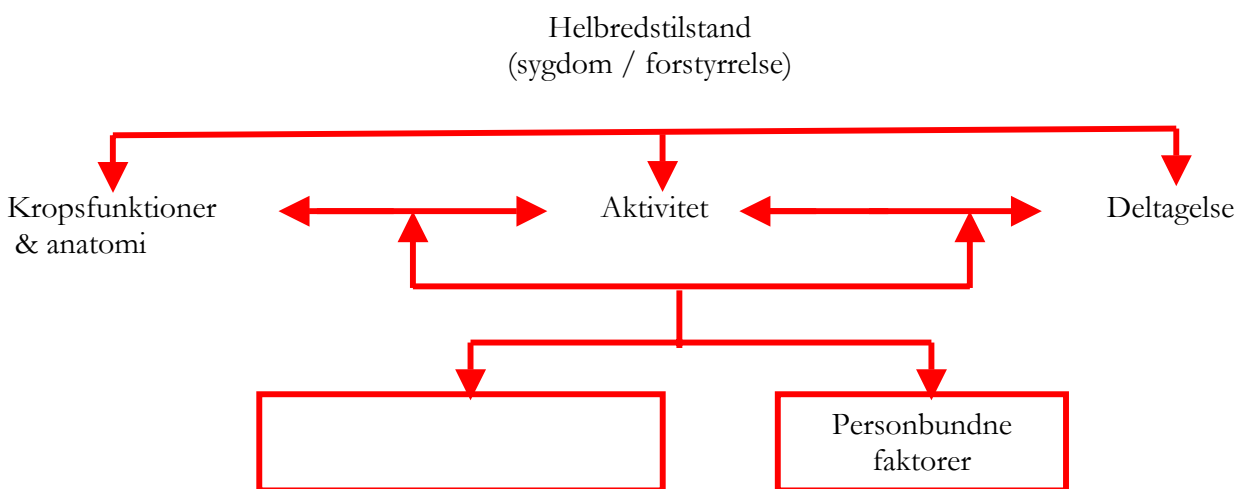 Helbredstilstand
(sygdom / forstyrrelse)
Kropsfunktioner
& anatomi
Aktivitet
Deltagelse
Personbundne
faktorer